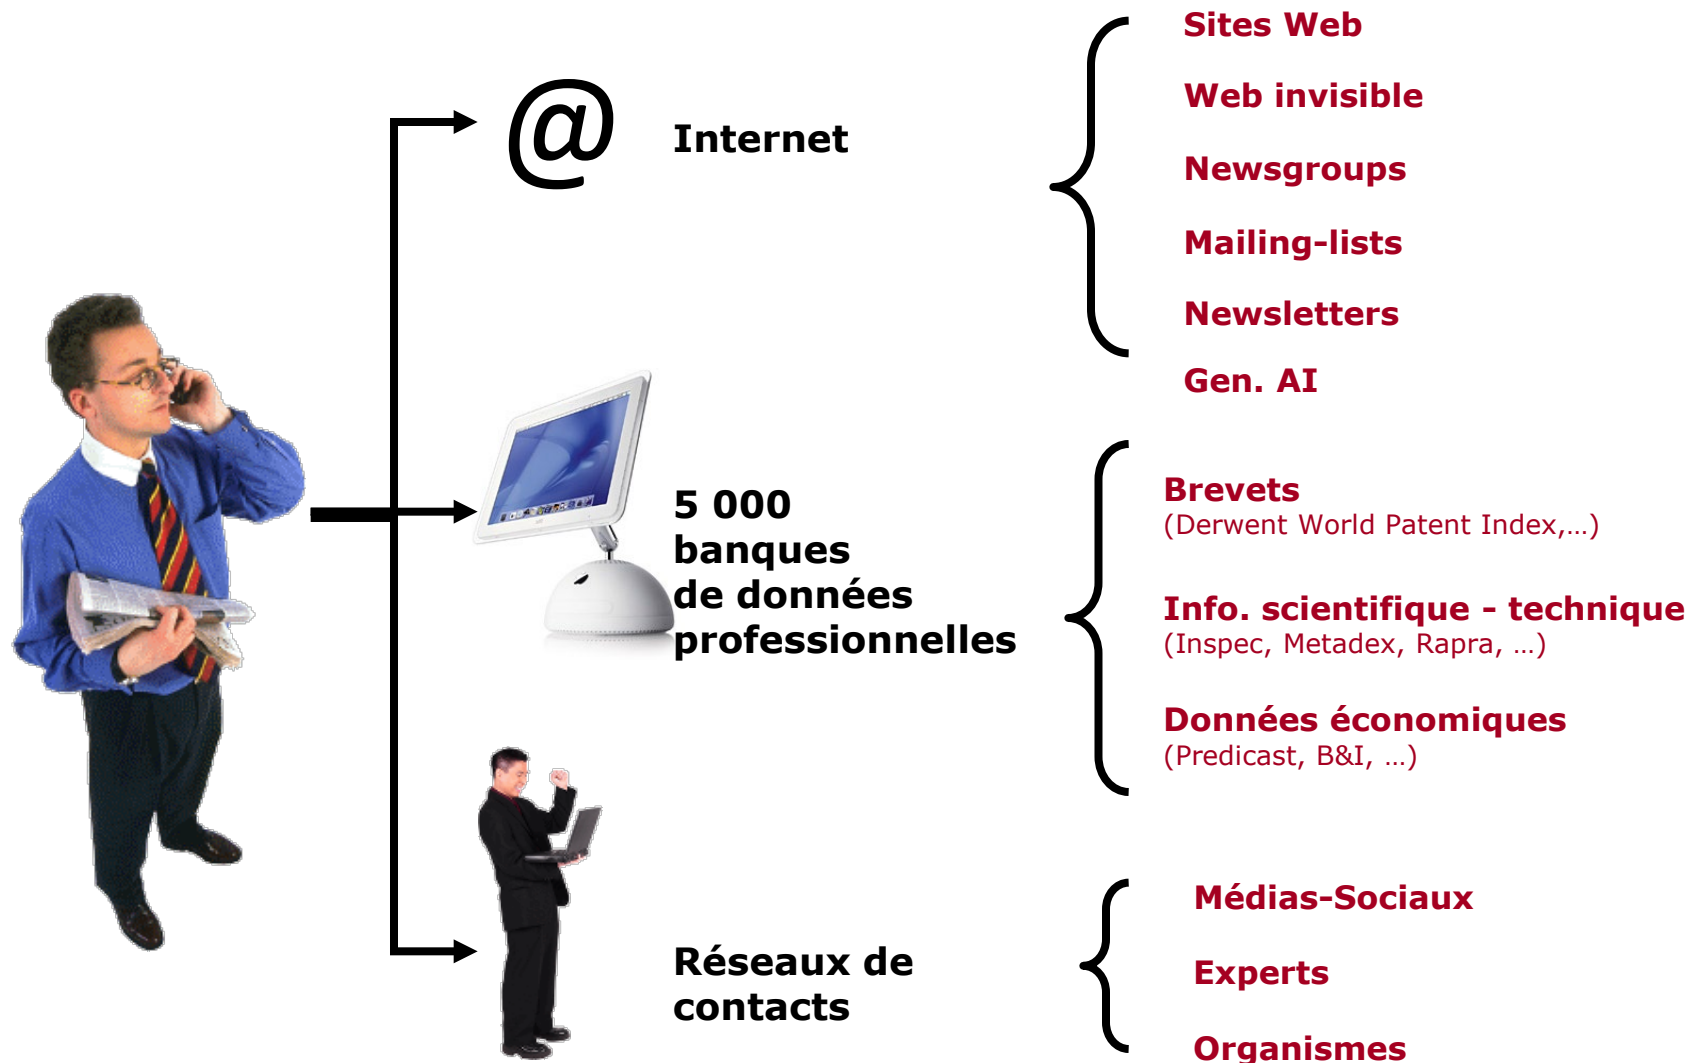 @
Internet
Sites Web
Web invisible
Newsgroups
Mailing-lists
Newsletters
Gen. AI
5 000
banques
de données
professionnelles
Brevets
(Derwent World Patent Index,…)
Info. scientifique - technique
(Inspec, Metadex, Rapra, …)
Données économiques
(Predicast, B&I, …)
Réseaux de
contacts
Médias-Sociaux
Experts
Organismes